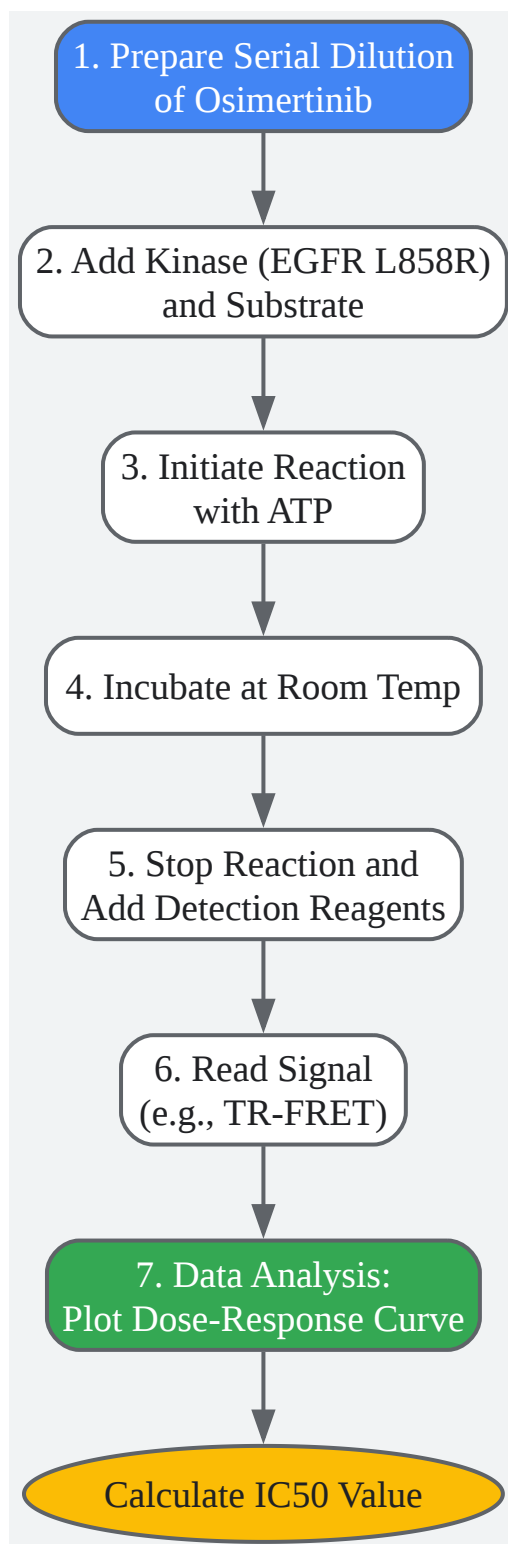 1. Prepare Serial Dilution
of Osimertinib
2. Add Kinase (EGFR L858R)
and Substrate
3. Initiate Reaction
with ATP
4. Incubate at Room Temp
5. Stop Reaction and
Add Detection Reagents
6. Read Signal
(e.g., TR-FRET)
7. Data Analysis:
Plot Dose-Response Curve
Calculate IC50 Value